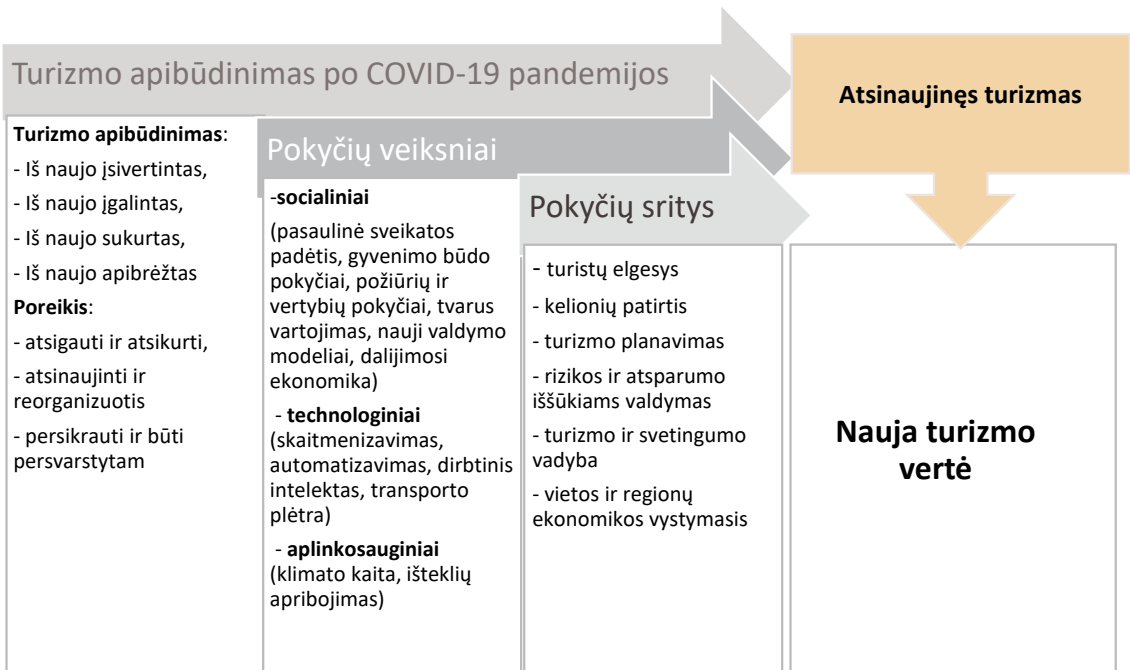 Turizmo apibūdinimas po COVID-19 pandemijos
Turizmo apibūdinimas:
- Iš naujo įsivertintas,
- Iš naujo įgalintas,
- Iš naujo sukurtas,
- Iš naujo apibrėžtas
Poreikis:
- atsigauti ir atsikurti,
- atsinaujinti ir
reorganizuotis
- persikrauti ir būti
persvarstytam
Pokyčių veiksniai
-socialiniai
(pasaulinė sveikatos
padėtis, gyvenimo būdo
pokyčiai, požiūrių ir
vertybių pokyčiai, tvarus
vartojimas, nauji valdymo
modeliai, dalijimosi
ekonomika)
- technologiniai
(skaitmenizavimas,
automatizavimas, dirbtinis
intelektas, transporto
plėtra)
- aplinkosauginiai
(klimato kaita, išteklių
apribojimas)
Pokyčių sritys
- turistų elgesys
- kelionių patirtis
- turizmo planavimas
- rizikos ir atsparumo
iššūkiams valdymas
- turizmo ir svetingumo
vadyba
- vietos ir regionų
ekonomikos vystymasis
Atsinaujinęs turizmas
Nauja turizmo
vertė